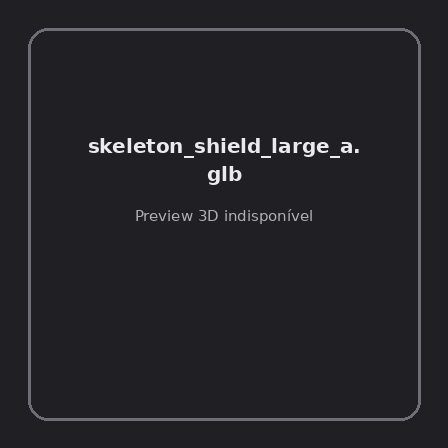 skeleton_shield_large_a.
glb
Preview 3D indisponível